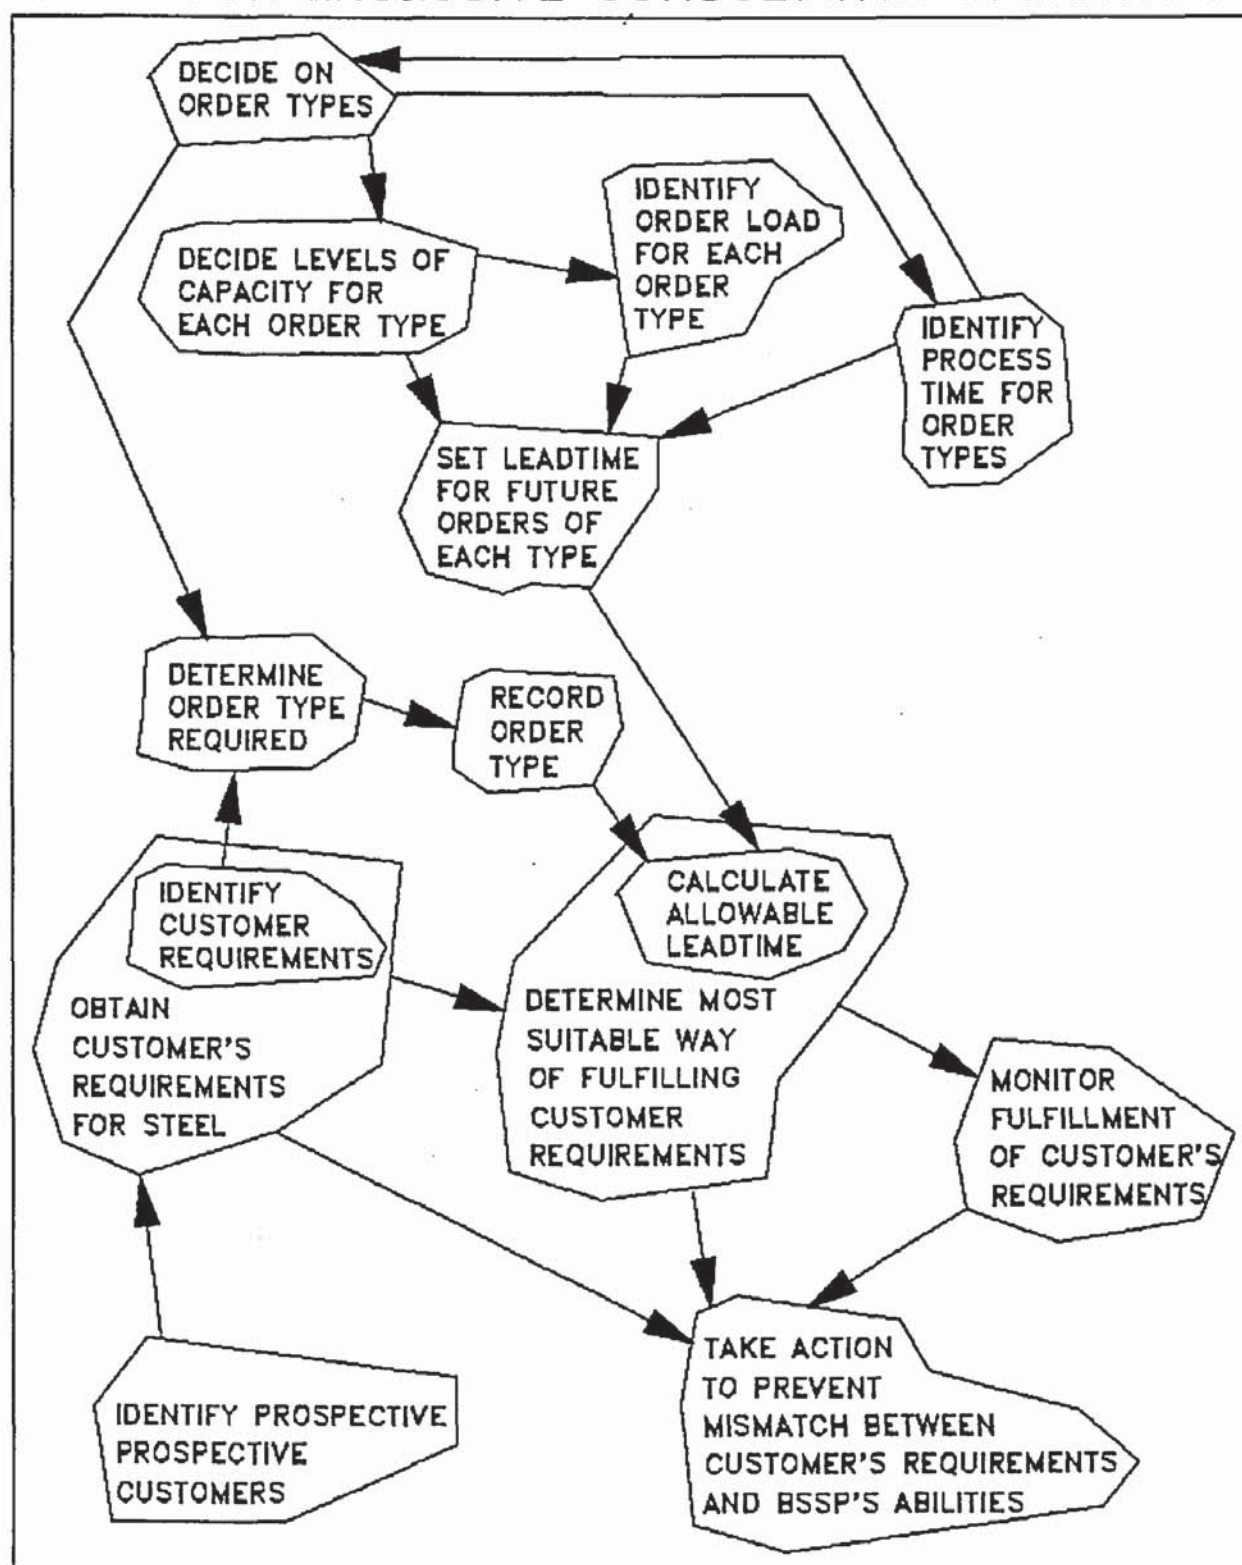 DECIDE ON
ORDER TYPES
IDENTIFY
ORDER LOAD
FOR EACH
ORDER
TYPE
DECIDE LEVELS OF
CAPACITY FOR
EACH ORDER TYPE
IDENTIFY
PROCESS
TIME FOR
ORDER
TYPES
SET LEADTIME
FOR FUTURE
ORDERS OF
EACH TYPE
DETERMINE
ORDER TYPE
REQUIRED
RECORD
ORDER
TYPE
IDENTIFY
CUSTOMER
REQUIREMENTS
CALCULATE
ALLOWABLE
LEADTIME
OBTAIN
CUSTOMER'S
REQUIREMENTS
FOR STEEL
DETERMINE MOST
SUITABLE WAY
OF FULFILLING
CUSTOMER
REQUIREMENTS
MONITOR
FULFILLMENT
OF CUSTOMER'S
REQUIREMENTS
IDENTIFY PROSPECTIVE
PROSPECTIVE
CUSTOMERS
TAKE ACTION
TO PREVENT
MISMATCH BETWEEN
CUSTOMER'S REQUIREMENTS
AND BSSP'S ABILITIES